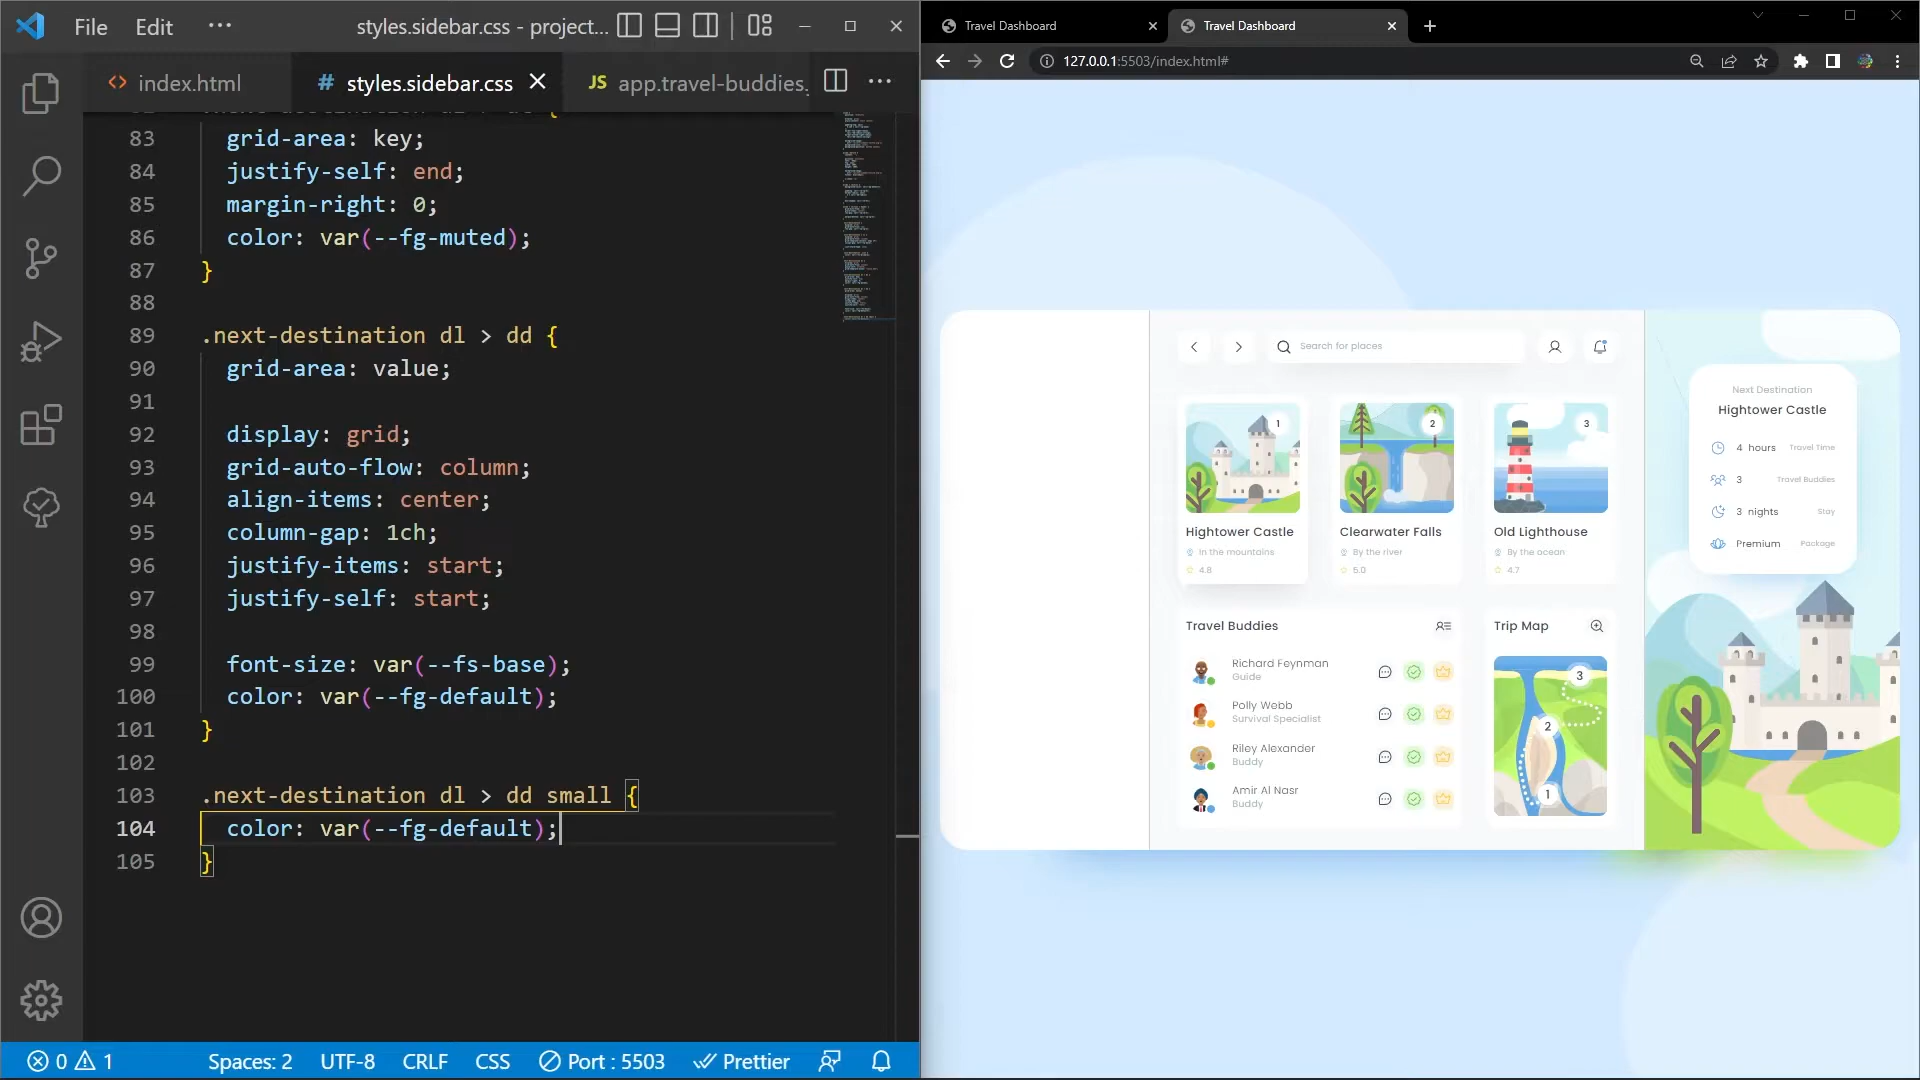 File Edit ··· styles.sidebar.css - project...
index.html # styles.sidebar.css JS app.travel-buddies.
83 grid-area: key;
84 justify-self: end;
85 margin-right: 0;
86 color: var(--fg-muted);
87 }
88
89 .next-destination dl > dd {
90 grid-area: value;
91
92 display: grid;
93 grid-auto-flow: column;
94 align-items: center;
95 column-gap: 1ch;
96 justify-items: start;
97 justify-self: start;
98
99 font-size: var(--fs-base);
100 color: var(--fg-default);
101 }
102
103 .next-destination dl > dd small {
104 color: var(--fg-default);
105 }
0 1 Spaces: 2 UTF-8 CRLF CSS Port : 5503 Prettier
Travel Dashboard Travel Dashboard
127.0.0.1:5503/index.html#
Search for places
1
Hightower Castle
In the mountains
4.8
2
Clearwater Falls
By the river
5.0
3
Old Lighthouse
By the ocean
4.7
Travel Buddies
Richard Feynman
Guide
Polly Webb
Survival Specialist
Riley Alexander
Buddy
Amir Al Nasr
Buddy
Trip Map
3
2
1
Next Destination
Hightower Castle
4 hours Travel Time
3 Travel Buddies
3 nights Stay
Premium Package